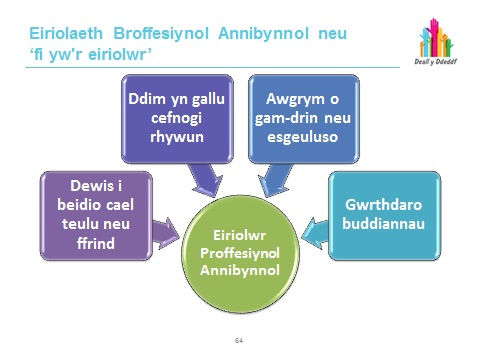 Eiriolaeth Broffesiynol Annibynnol neu
‘fi yw'r eiriolwr’
Deall y Ddeddf
Ddim yn gallu
cefnogi
rhywun
Awgrym o
gam-drin neu
esgeuluso
Dewis i
beidio cael
teulu neu
ffrind
Gwrthdaro
buddiannau
Eiriolwr
Proffesiynol
Annibynnol
64